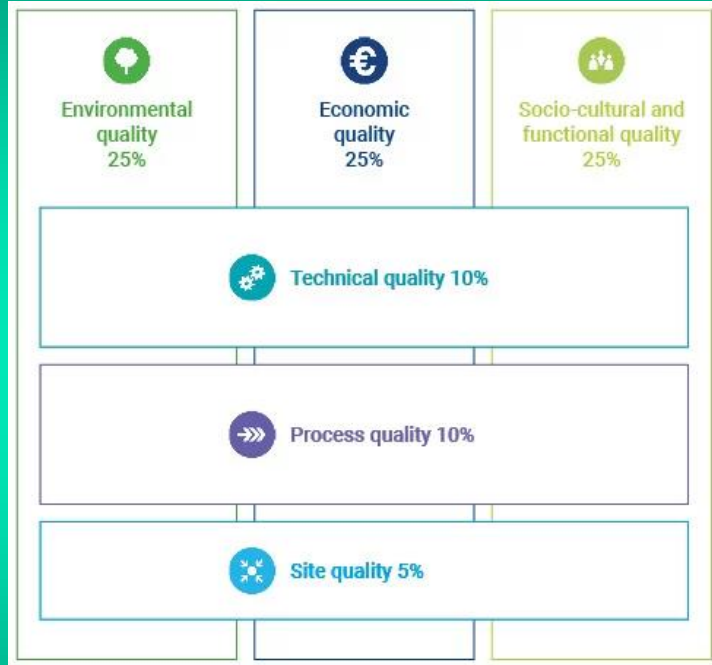 Environmental
quality
25%
€
Economic
quality
25%
Socio-cultural and
functional quality
25%
Technical quality 10%
Process quality 10%
Site quality 5%